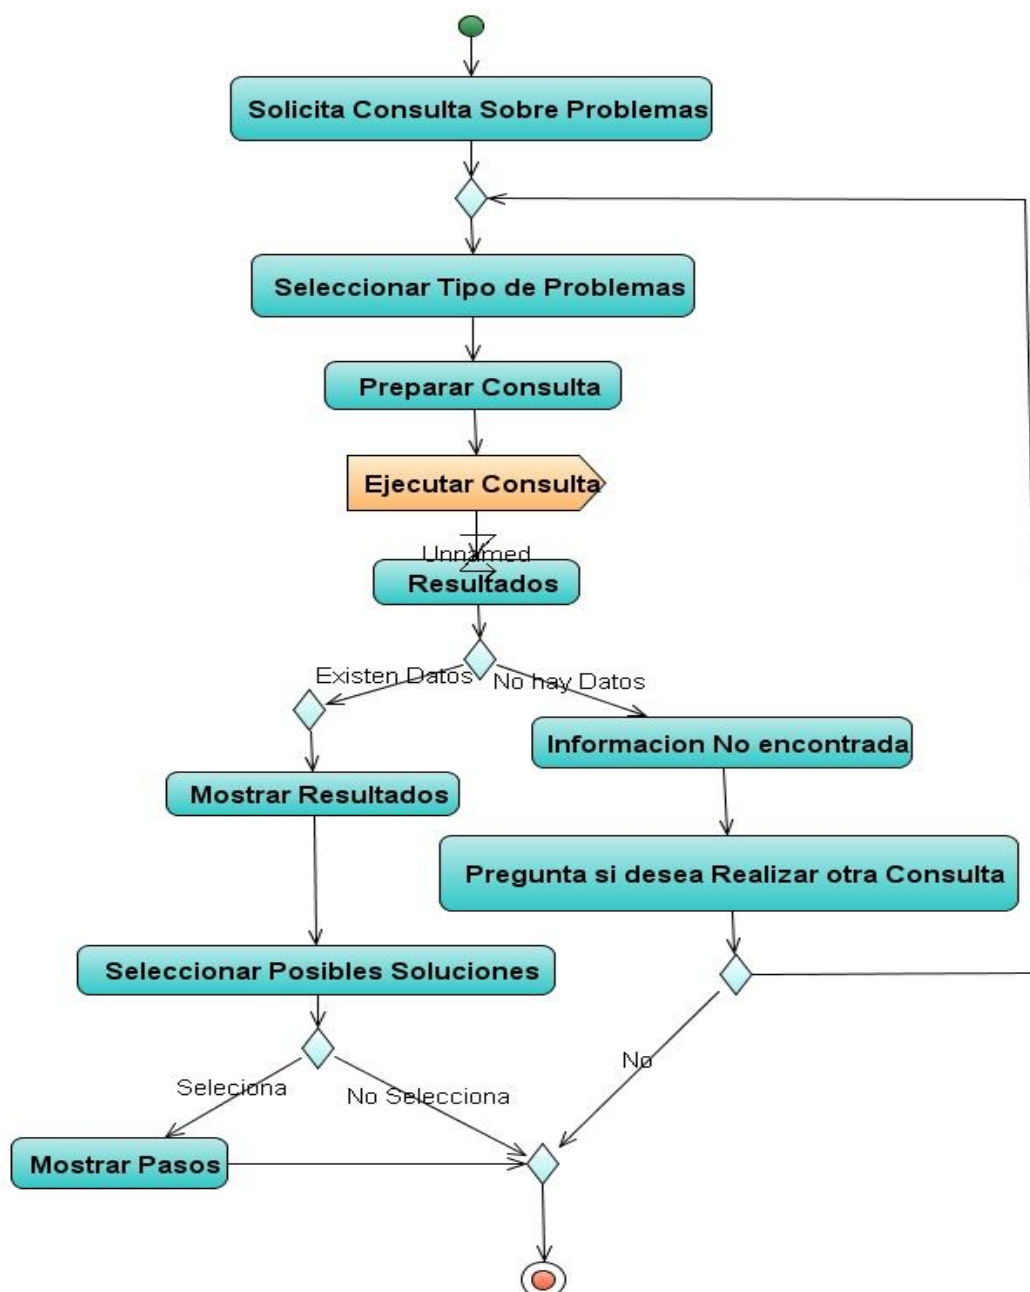 Solicita Consulta Sobre Problemas
Seleccionar Tipo de Problemas
Preparar Consulta
Ejecutar Consulta
Unnamed
Resultados
Existen Datos
No hay Datos
Informacion No encontrada
Mostrar Resultados
Pregunta si desea Realizar otra Consulta
Seleccionar Posibles Soluciones
No
Seleciona
No Selecciona
Mostrar Pasos